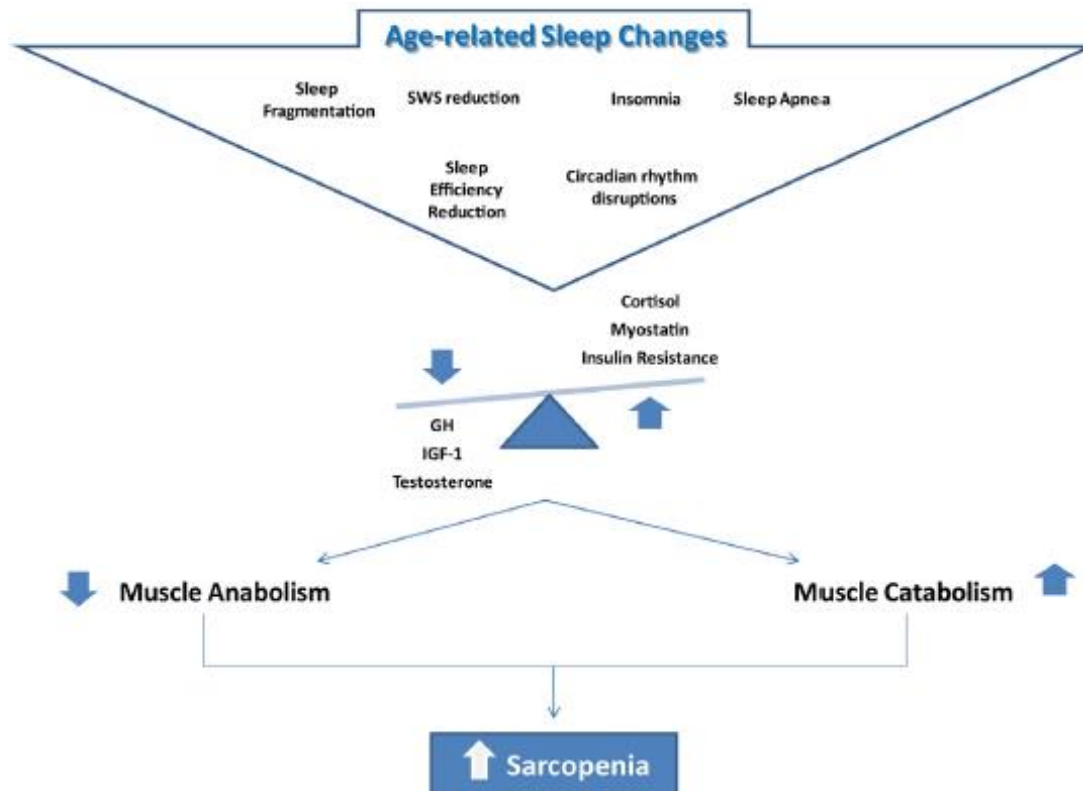 Age-related Sleep Changes
Sleep
Fragmentation
SWS reduction
Insomnia
Sleep Apnea
Sleep
Efficiency
Reduction
Circadian rhythm
disruptions
Cortisol
Myostatin
Insulin Resistance
GH
IGF-1
Testosterone
Muscle Anabolism
Muscle Catabolism
Sarcopenia